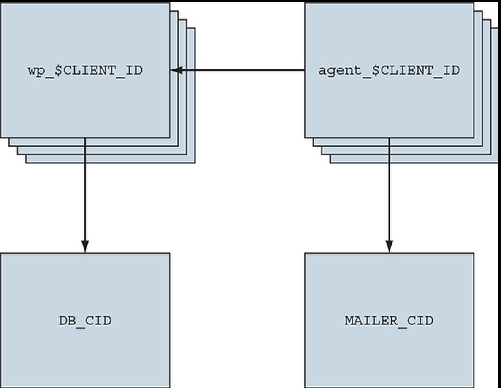 wp_$CLIENT_ID
agent_$CLIENT_ID
DB_CID
MAILER_CID